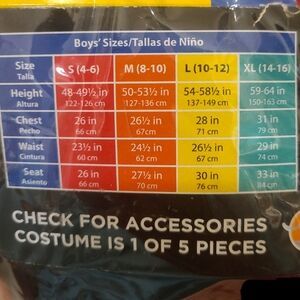 Boys' Sizes/Tallas de Niño
Size S (4-6) M (8-10) L (10-12) XL (14-16)
Talla
Height 48-49½ in 50-53½ in 54-58½ in 59-64 in
Altura 122-126 cm 127-136 cm 137-149 cm 150-163 cm
Chest 26 in 26½ in 28 in 31 in
Pecho 66 cm 67cm 71 cm 79 cm
Waist 23½ in 24½ in 26½ in 29 in
Cintura 60 cm 62 cm 67 cm 74 cm
Seat 26 in 27½ in 30 in 33 in
Asiento 66 cm 70 cm 76 cm 84 cm
CHECK FOR ACCESSORIES
COSTUME IS 1 OF 5 PIECES